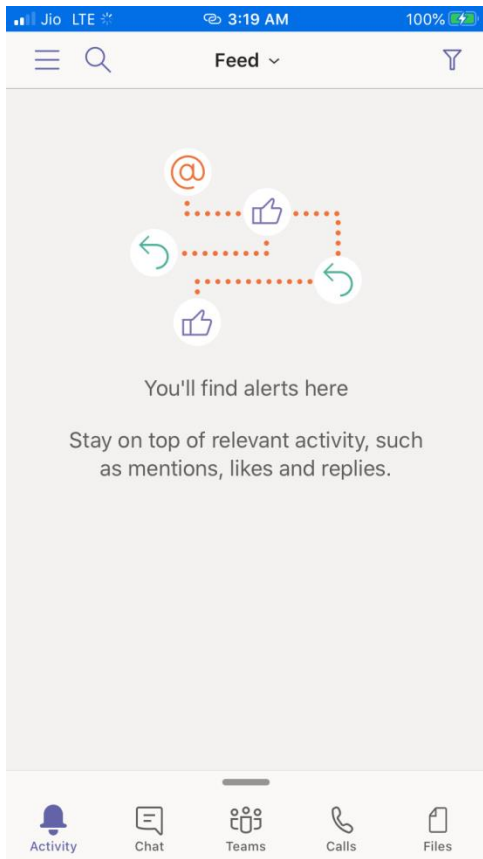 Jio LTE 3:19 AM 100%
Feed
@
You'll find alerts here
Stay on top of relevant activity, such
as mentions, likes and replies.
Activity Chat Teams Calls Files